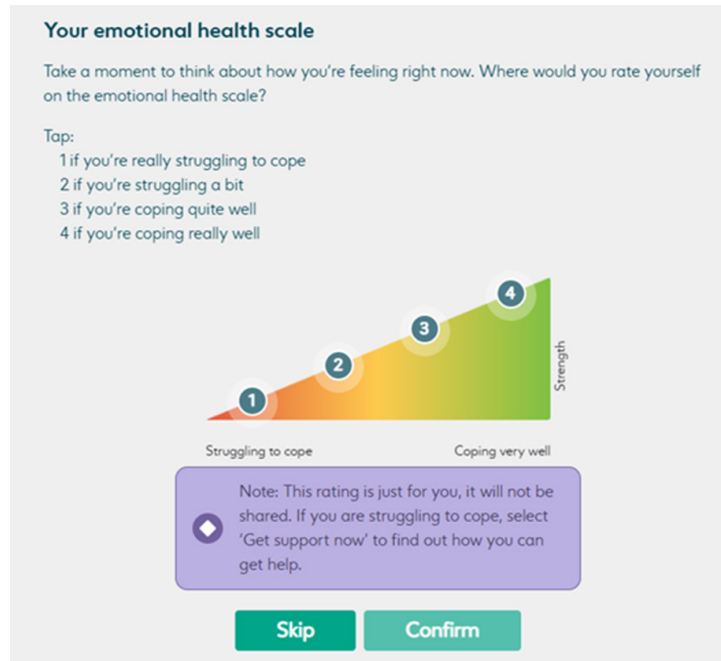 Your emotional health scale
Take a moment to think about how you're feeling right now. Where would you rate yourself
on the emotional health scale?
Tap:
1 if you're really struggling to cope
2 if you're struggling a bit
3 if you're coping quite well
4 if you're coping really well
4
3
2
1
Strength
Struggling to cope
Coping very well
Note: This rating is just for you, it will not be
shared. If you are struggling to cope, select
'Get support now' to find out how you can
get help.
Skip
Confirm